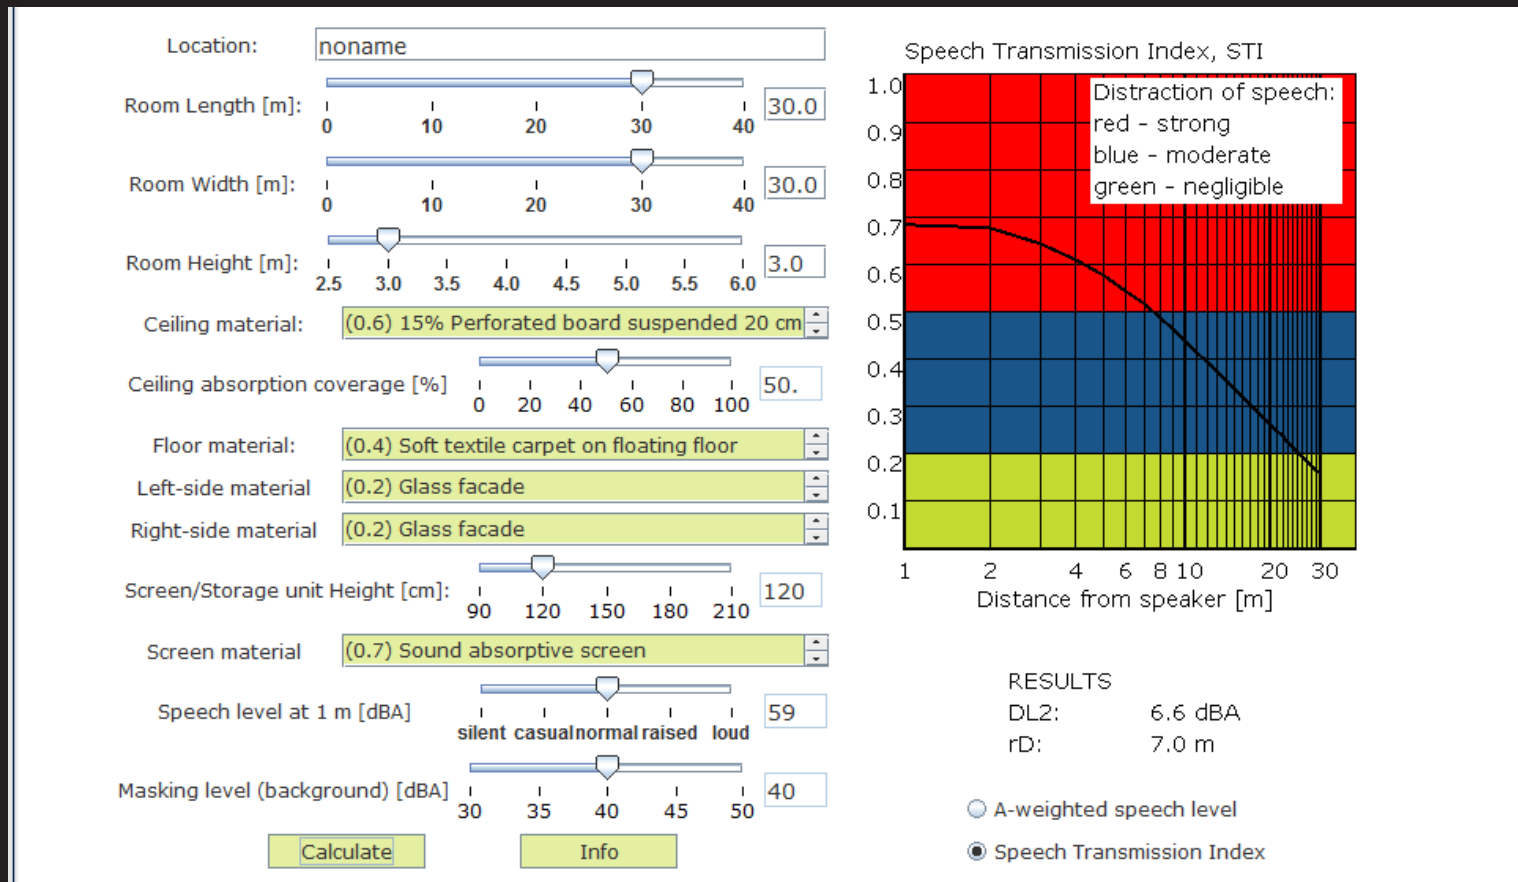 Location: noname
Room Length [m]: 30.0
0 10 20 30 40
Room Width [m]: 30.0
0 10 20 30 40
Room Height [m]: 3.0
2.5 3.0 3.5 4.0 4.5 5.0 5.5 6.0
Ceiling material: (0.6) 15% Perforated board suspended 20 cm
Ceiling absorption coverage [%] 50.
0 20 40 60 80 100
Floor material: (0.4) Soft textile carpet on floating floor
Left-side material (0.2) Glass facade
Right-side material (0.2) Glass facade
Screen/Storage unit Height [cm]: 120
90 120 150 180 210
Screen material (0.7) Sound absorptive screen
Speech level at 1 m [dBA] 59
silent casual normal raised loud
Masking level (background) [dBA] 40
30 35 40 45 50
Calculate Info
Speech Transmission Index, STI
Distraction of speech:
red - strong
blue - moderate
green - negligible
1.0
0.9
0.8
0.7
0.6
0.5
0.4
0.3
0.2
0.1
1 2 4 6 8 10 20 30
Distance from speaker [m]
RESULTS
DL2: 6.6 dBA
rD: 7.0 m
A-weighted speech level
Speech Transmission Index